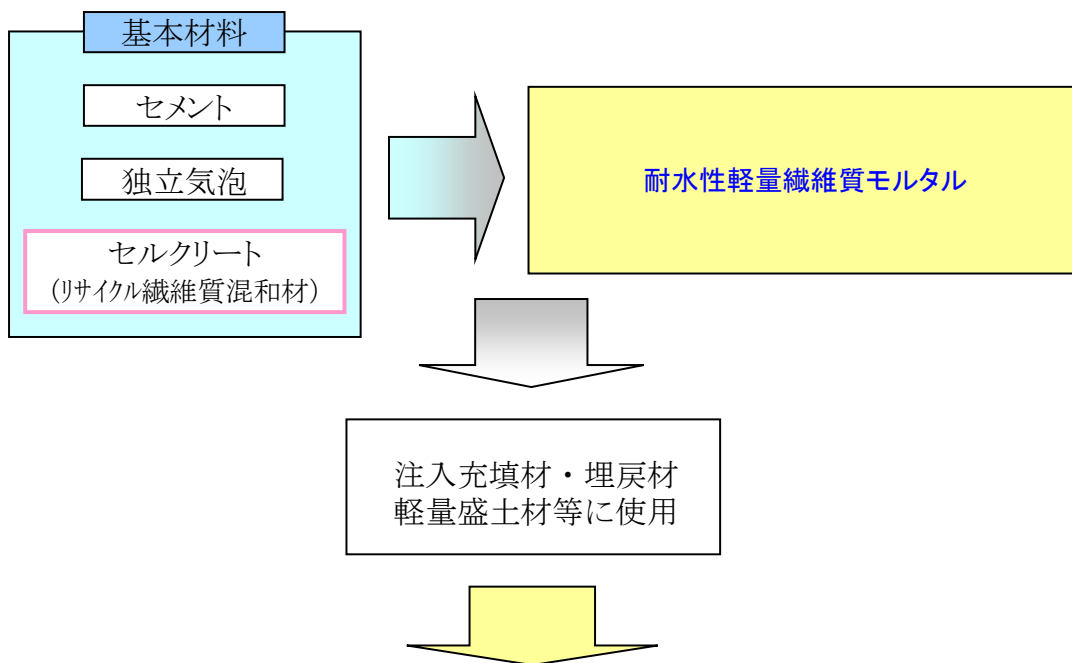 基本材料
セメント
独立気泡
セルクリート
（ﾘｻｲｸﾙ繊維質混和材）
耐水性軽量繊維質モルタル
注入充填材・埋戻材
軽量盛土材等に使用